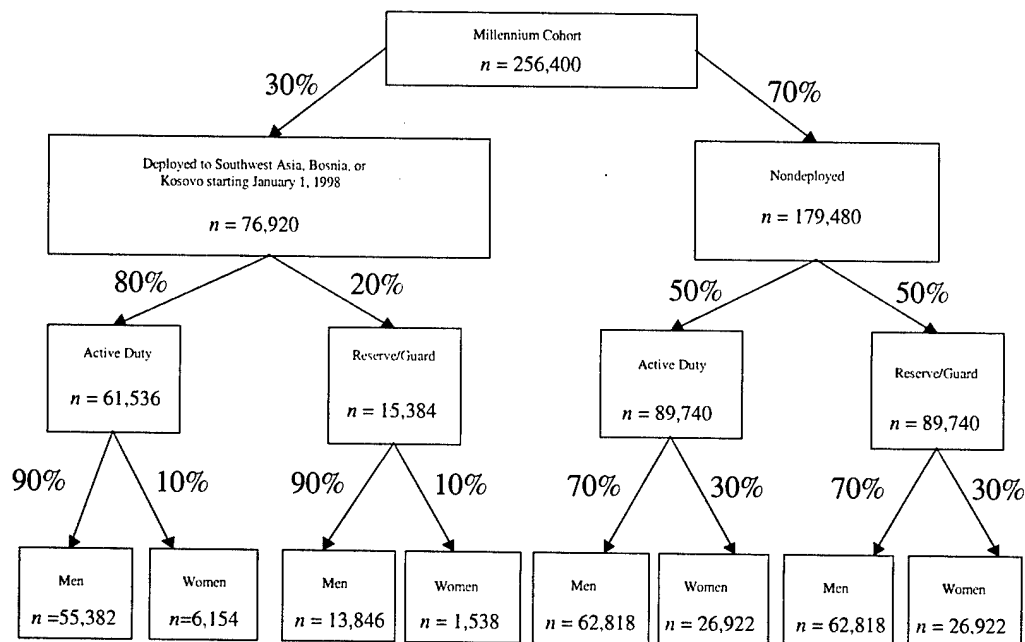 Millennium Cohort
n = 256,400
30%
70%
Deployed to Southwest Asia, Bosnia, or
Kosovo starting January 1, 1998
n = 76,920
Nondeployed
n = 179,480
80%
20%
50%
50%
Active Duty
n = 61,536
Reserve/Guard
n = 15,384
Active Duty
n = 89,740
Reserve/Guard
n = 89,740
90%
10%
90%
10%
70%
30%
70%
30%
Men
n =55,382
Women
n=6,154
Men
n = 13,846
Women
n = 1,538
Men
n = 62,818
Women
n = 26,922
Men
n = 62,818
Women
n = 26,922